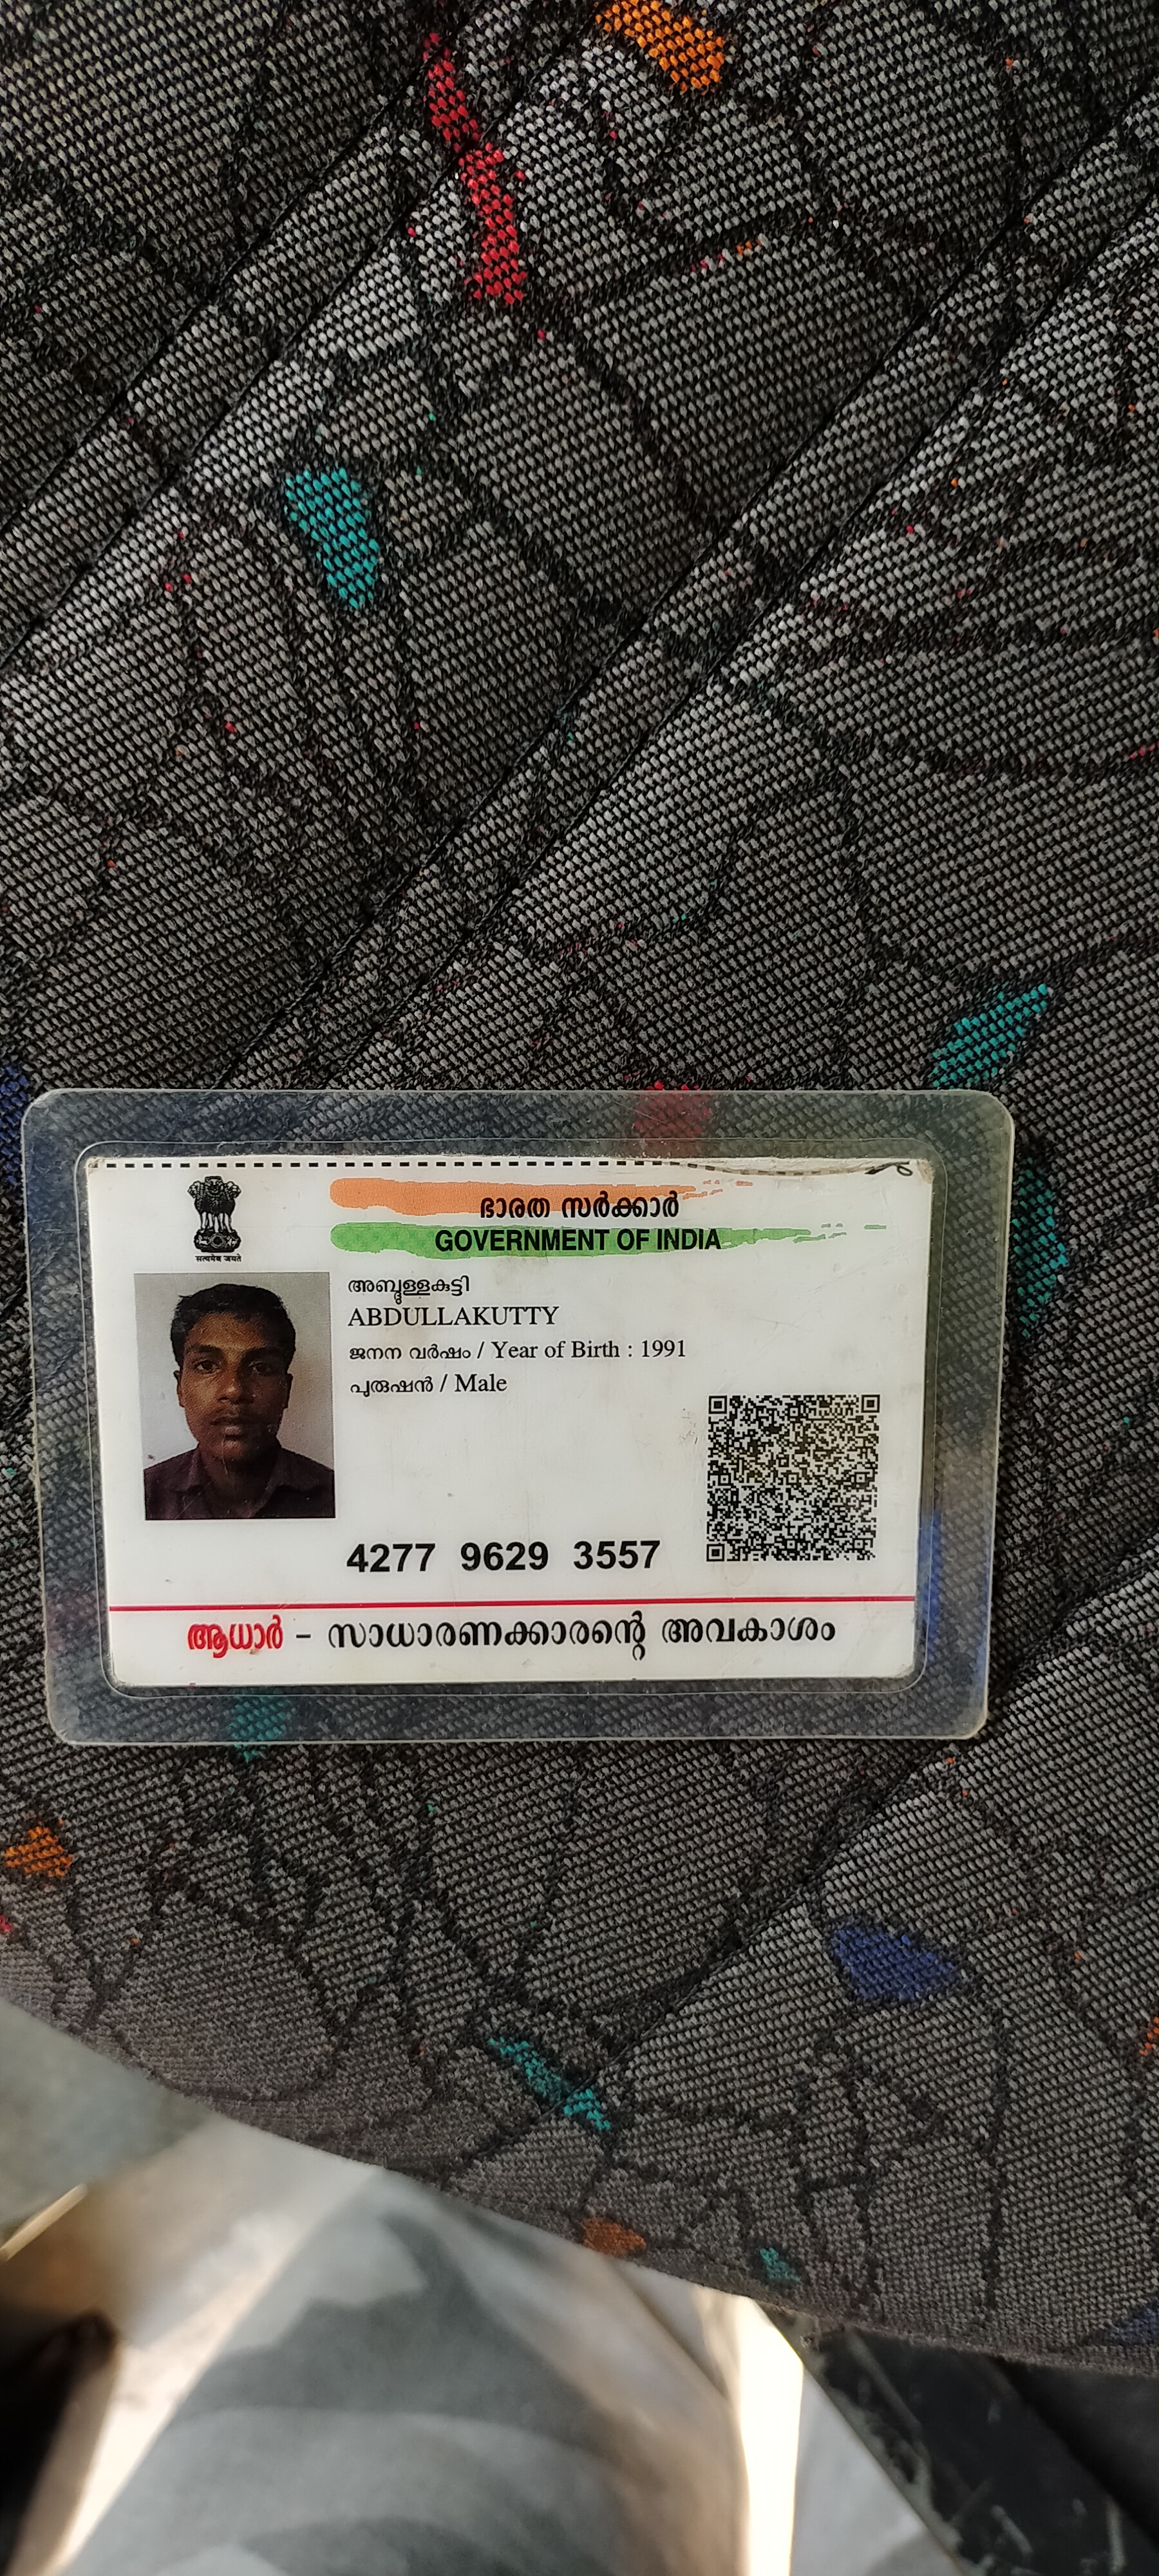 सत्यमेव जयते
ഭാരത സർക്കാർ
GOVERNMENT OF INDIA
അബ്ദുള്ളകുട്ടി
ABDULLAKUTTY
ജനന വർഷം / Year of Birth : 1991
പുരുഷൻ / Male
4277 9629 3557
ആധാർ – സാധാരണക്കാരന്റെ അവകാശം